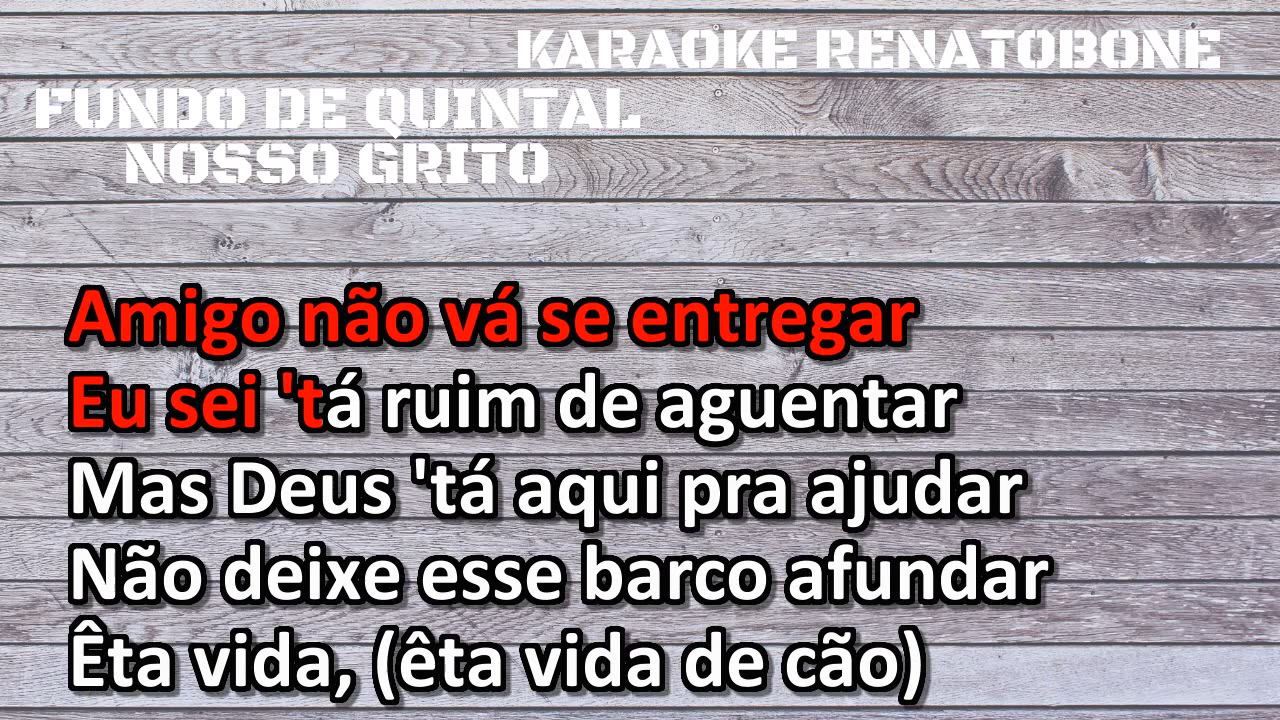 KARAOKE RENATOBONE
FUNDO DE QUINTAL
NOSSO GRITO
Amigo não vá se entregar
Eu sei 'tá ruim de aguentar
Mas Deus 'tá aqui pra ajudar
Não deixe esse barco afundar
Êta vida, (êta vida de cão)